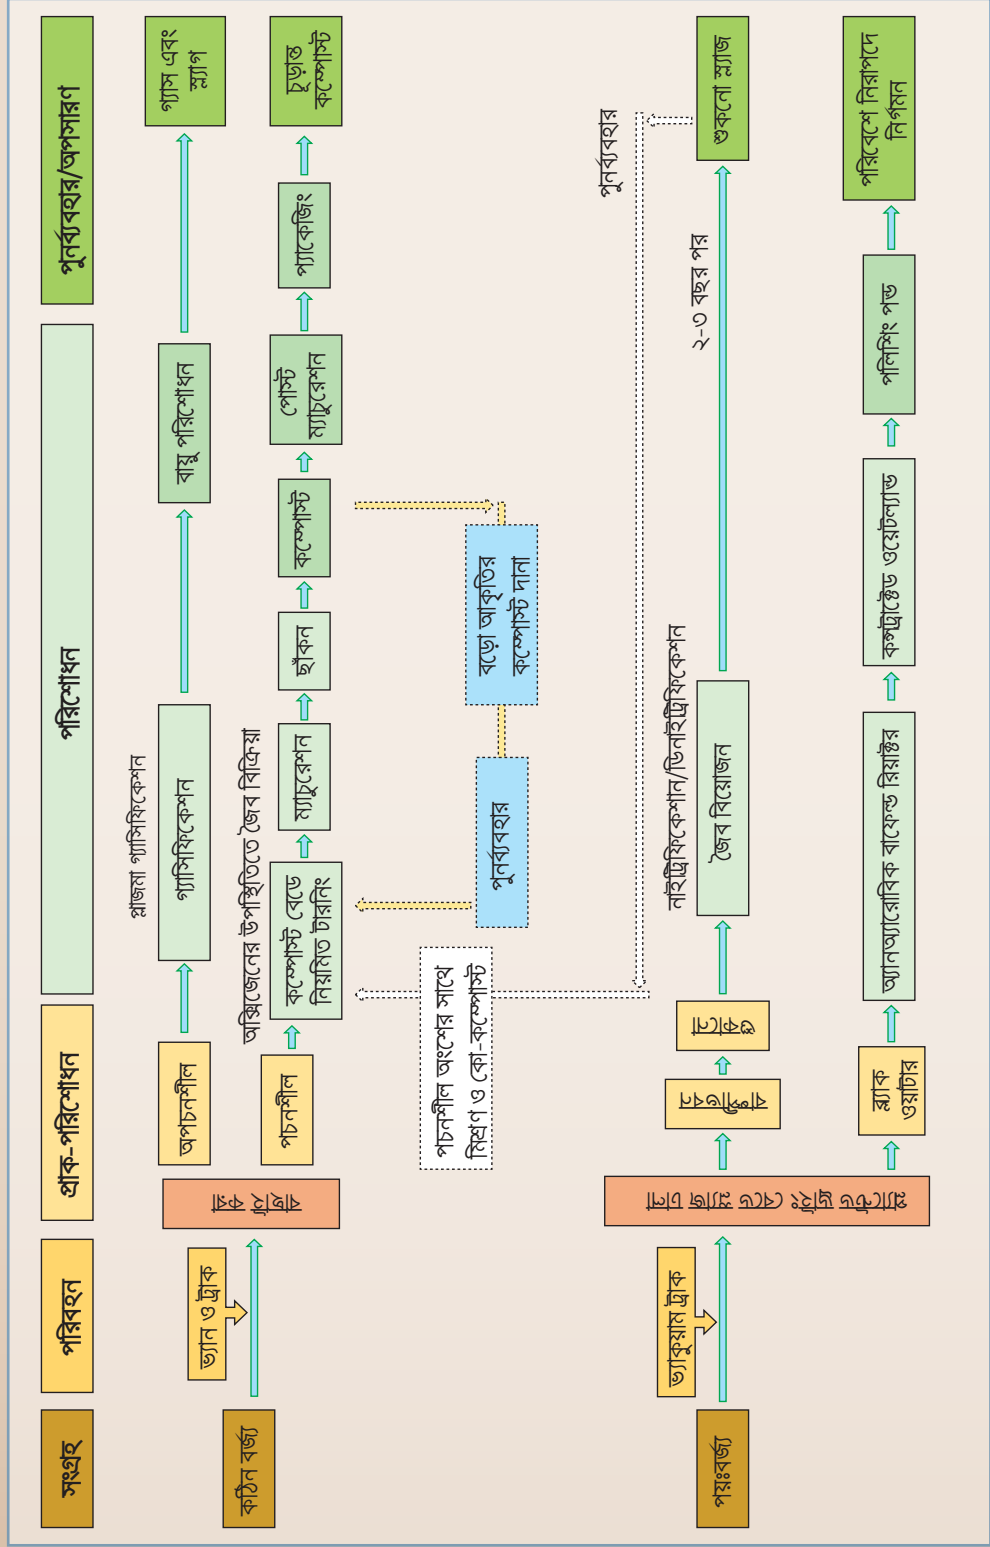 সংগ্রহ
পরিবহন
প্রাক-পরিশোধন
পরিশোধন
পুনর্ব্যবহার/অপসারণ
কঠিন বর্জ্য
ভ্যান ও ট্রাক
বাছাই করা
অপচনশীল
প্লাজমা গ্যাসিফিকেশন
গ্যাসিফিকেশন
বায়ু পরিশোধন
গ্যাস এবং
স্ল্যাগ
পচনশীল
অক্সিজেনের উপস্থিতিতে জৈব বিক্রিয়া
কম্পোস্ট বেডে
নিয়মিত টারনিং
ম্যাচুরেশন
ছাঁকন
কম্পোস্ট
পোস্ট
ম্যাচুরেশন
প্যাকেজিং
চূড়ান্ত
কম্পোস্ট
পচনশীল অংশের সাথে
মিশ্রণ ও কো-কম্পোস্ট
পুনর্ব্যবহার
বড়ো আকৃতির
কম্পোস্ট দানা
পুনর্ব্যবহার
পয়ঃবর্জ্য
ভ্যাকুয়াম ট্রাক
প্ল্যান্টেড ড্রাইং বেডে স্ল্যাজ ঢালা
বাষ্পী
ভবন
শুকানো
নাইট্রিফিকেশান/ডিনাইট্রিফিকেশন
জৈব বিয়োজন
২-৩ বছর পর
শুকনো স্ল্যাজ
ব্ল্যাক
ওয়াটার
অ্যানঅ্যারোবিক বাফেল্ড রিয়াক্টর
কন্সট্রাক্টেড ওয়েটল্যান্ড
পলিশিং পন্ড
পরিবেশে নিরাপদে
নির্গমন